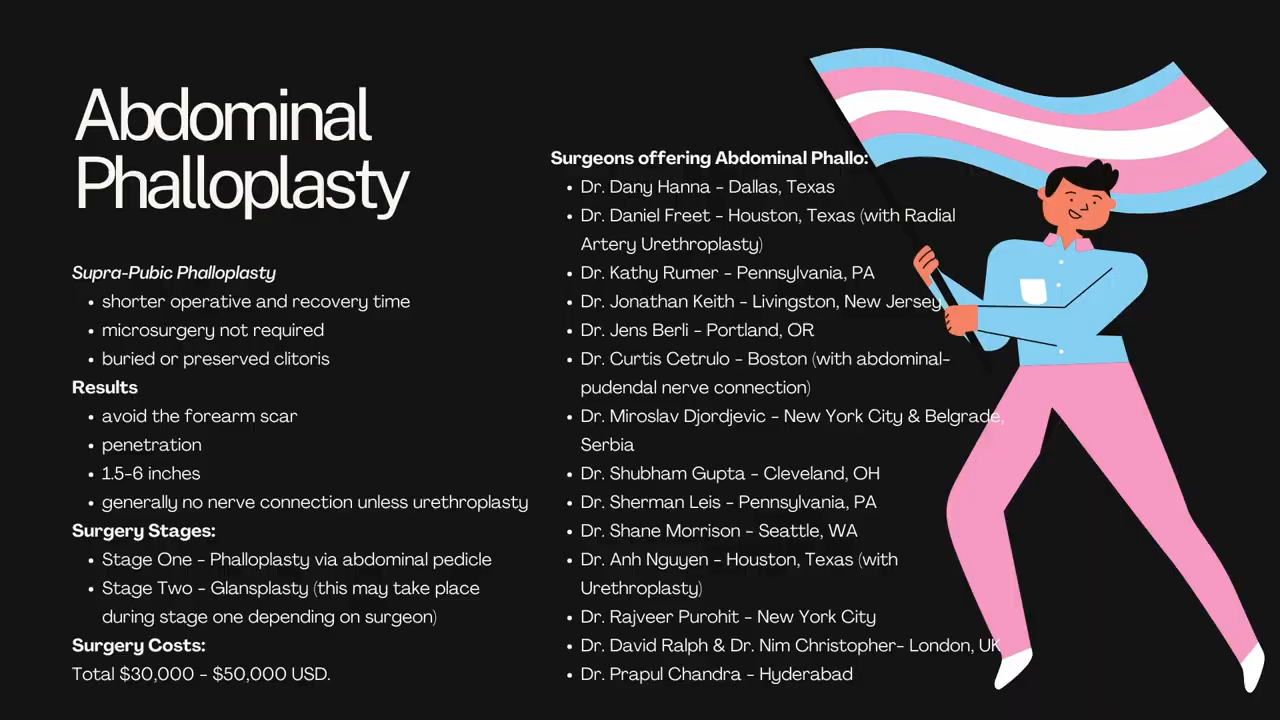 Abdominal
Phalloplasty
Supra-Pubic Phalloplasty
• shorter operative and recovery time
• microsurgery not required
• buried or preserved clitoris
Results
• avoid the forearm scar
• penetration
• 1.5-6 inches
• generally no nerve connection unless urethroplasty
Surgery Stages:
• Stage One - Phalloplasty via abdominal pedicle
• Stage Two - Glansplasty (this may take place
during stage one depending on surgeon)
Surgery Costs:
Total $30,000 - $50,000 USD.
Surgeons offering Abdominal Phallo:
• Dr. Dany Hanna - Dallas, Texas
• Dr. Daniel Freet - Houston, Texas (with Radial
Artery Urethroplasty)
• Dr. Kathy Rumer - Pennsylvania, PA
• Dr. Jonathan Keith - Livingston, New Jersey
• Dr. Jens Berli - Portland, OR
• Dr. Curtis Cetrulo - Boston (with abdominal-
pudendal nerve connection)
• Dr. Miroslav Djordjevic - New York City & Belgrade,
Serbia
• Dr. Shubham Gupta - Cleveland, OH
• Dr. Sherman Leis - Pennsylvania, PA
• Dr. Shane Morrison - Seattle, WA
• Dr. Anh Nguyen - Houston, Texas (with
Urethroplasty)
• Dr. Rajveer Purohit - New York City
• Dr. David Ralph & Dr. Nim Christopher- London, UK
• Dr. Prapul Chandra - Hyderabad